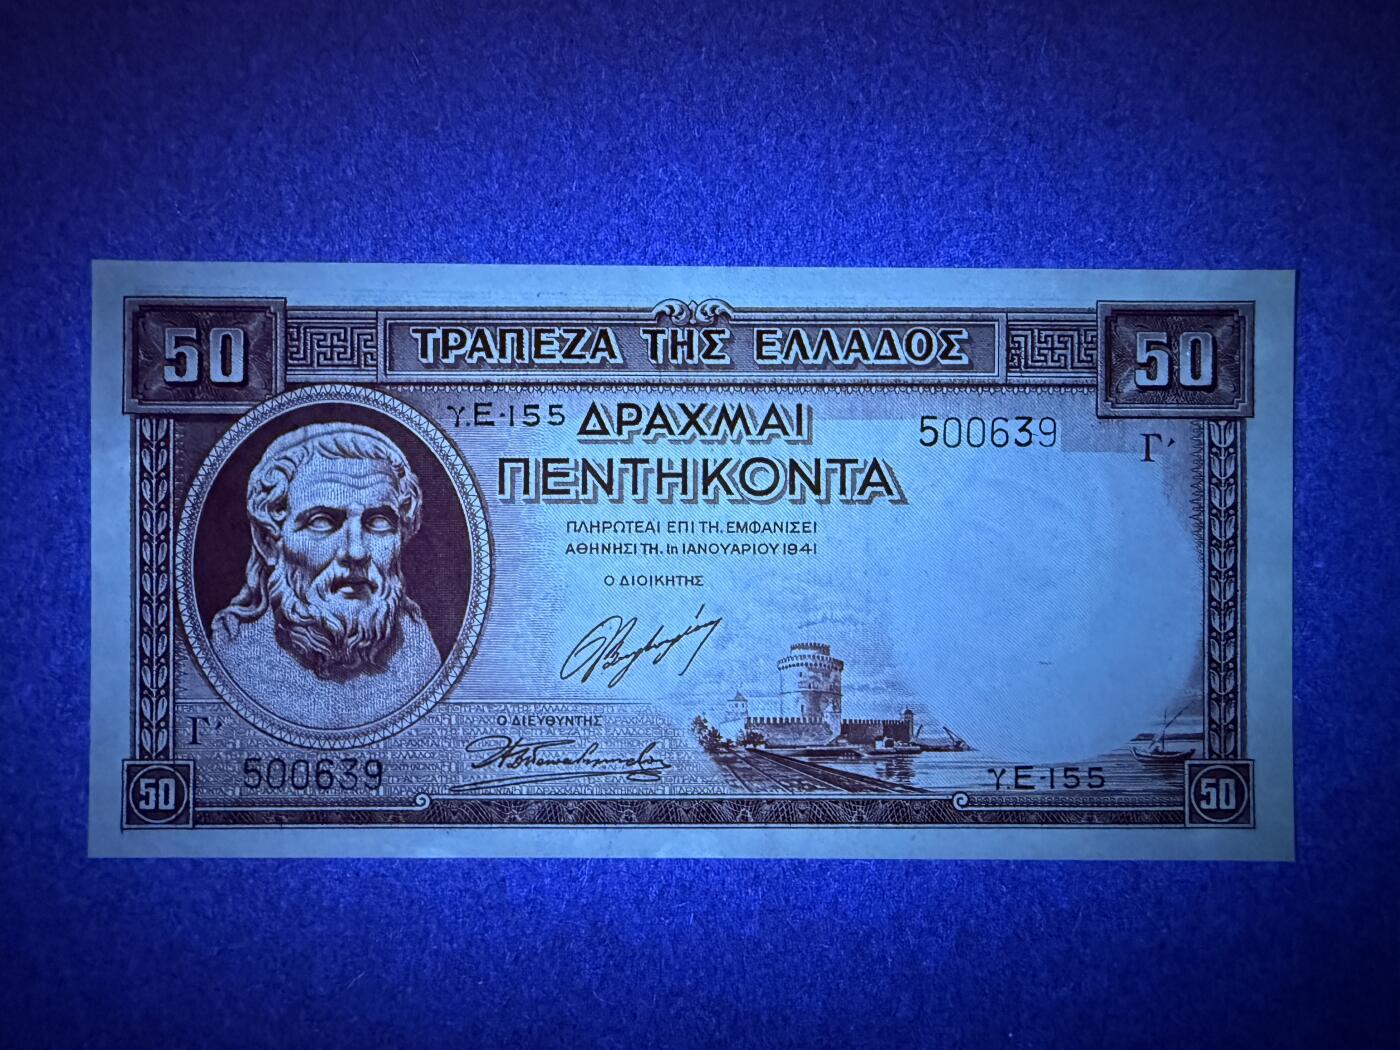 50 ΤΡΑΠΕΖΑ ΤΗΣ ΕΛΛΑΔΟΣ 50
γ.Ε-155 ΔΡΑΧΜΑΙ 500639
Γ΄
ΠΕΝΤΗΚΟΝΤΑ
ΠΛΗΡΩΤΕΑΙ ΕΠΙ ΤΗ. ΕΜΦΑΝΙΣΕΙ
ΑΘΗΝΗΣΙ ΤΗ. 1η ΙΑΝΟΥΑΡΙΟΥ 1941
Ο ΔΙΟΙΚΗΤΗΣ
Ο ΔΙΕΥΘΥΝΤΗΣ
Γ΄
500639 γ.Ε-155
50 50